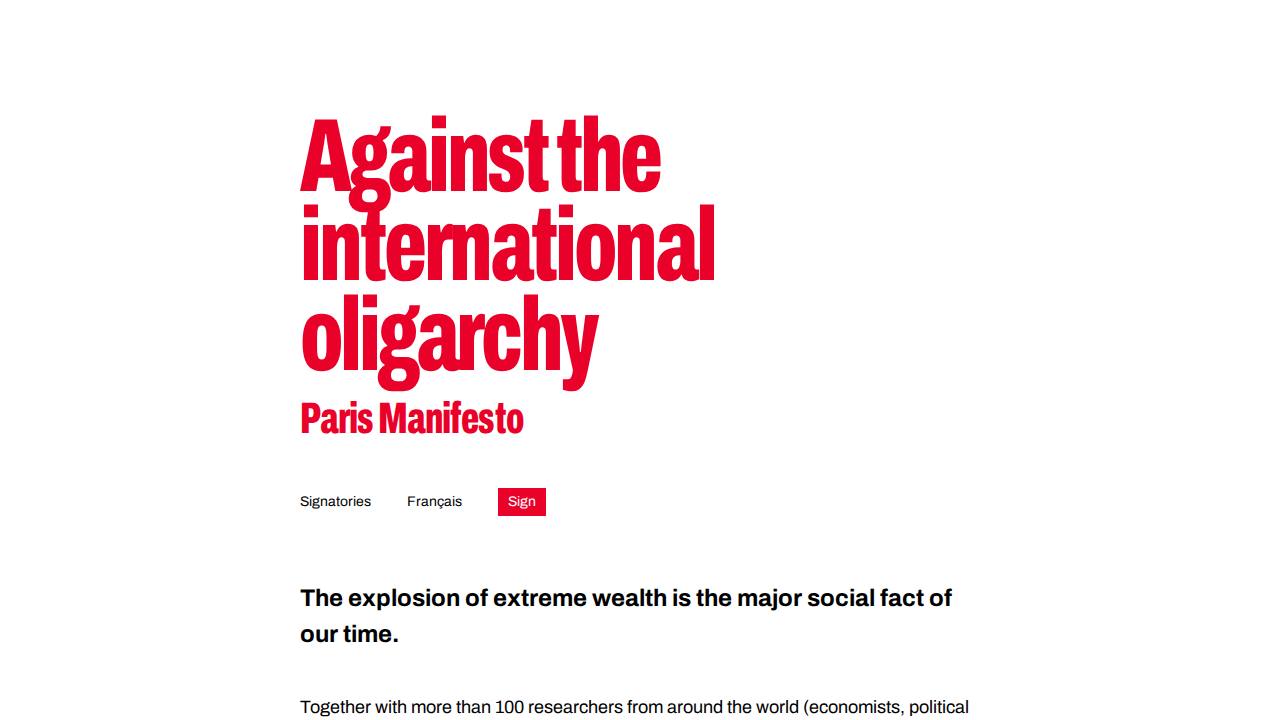 Against the
international
oligarchy
Paris Manifesto
Signatories Français Sign
The explosion of extreme wealth is the major social fact of
our time.
Together with more than 100 researchers from around the world (economists, political